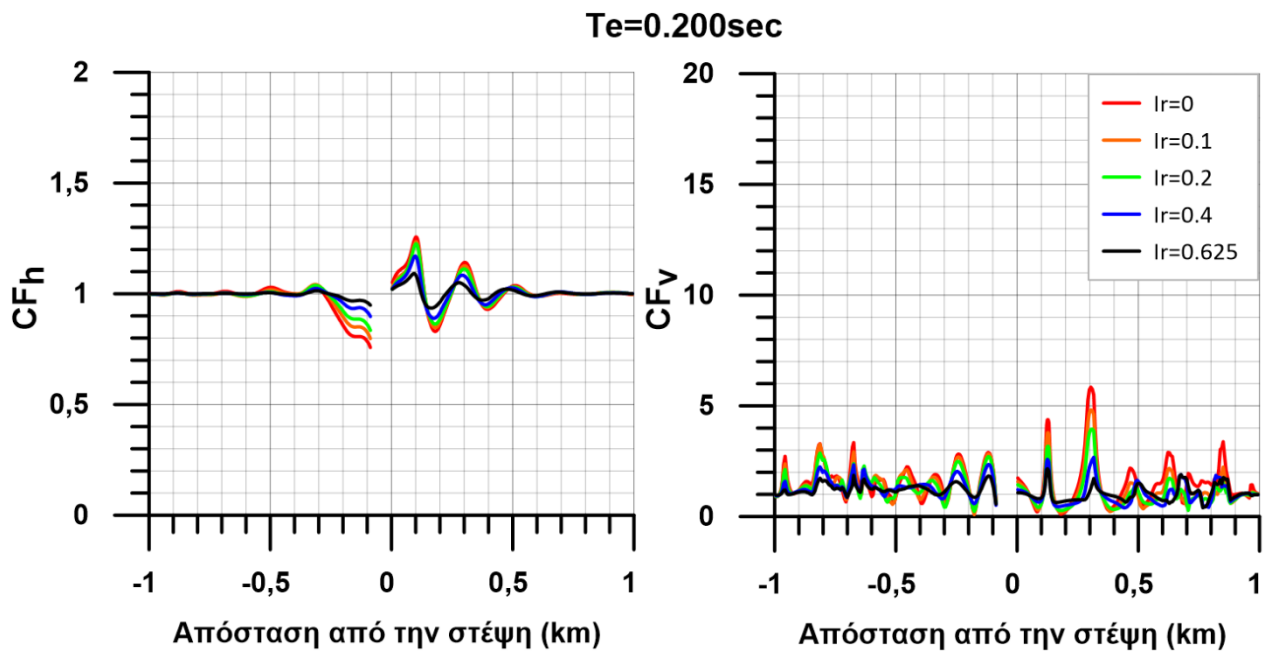 Te=0.200sec
CFh
2
1,5
1
0,5
0
-1 -0,5 0 0,5 1
Απόσταση από την στέψη (km)
CFv
20
15
10
5
0
-1 -0,5 0 0,5 1
Απόσταση από την στέψη (km)
Ir=0
Ir=0.1
Ir=0.2
Ir=0.4
Ir=0.625